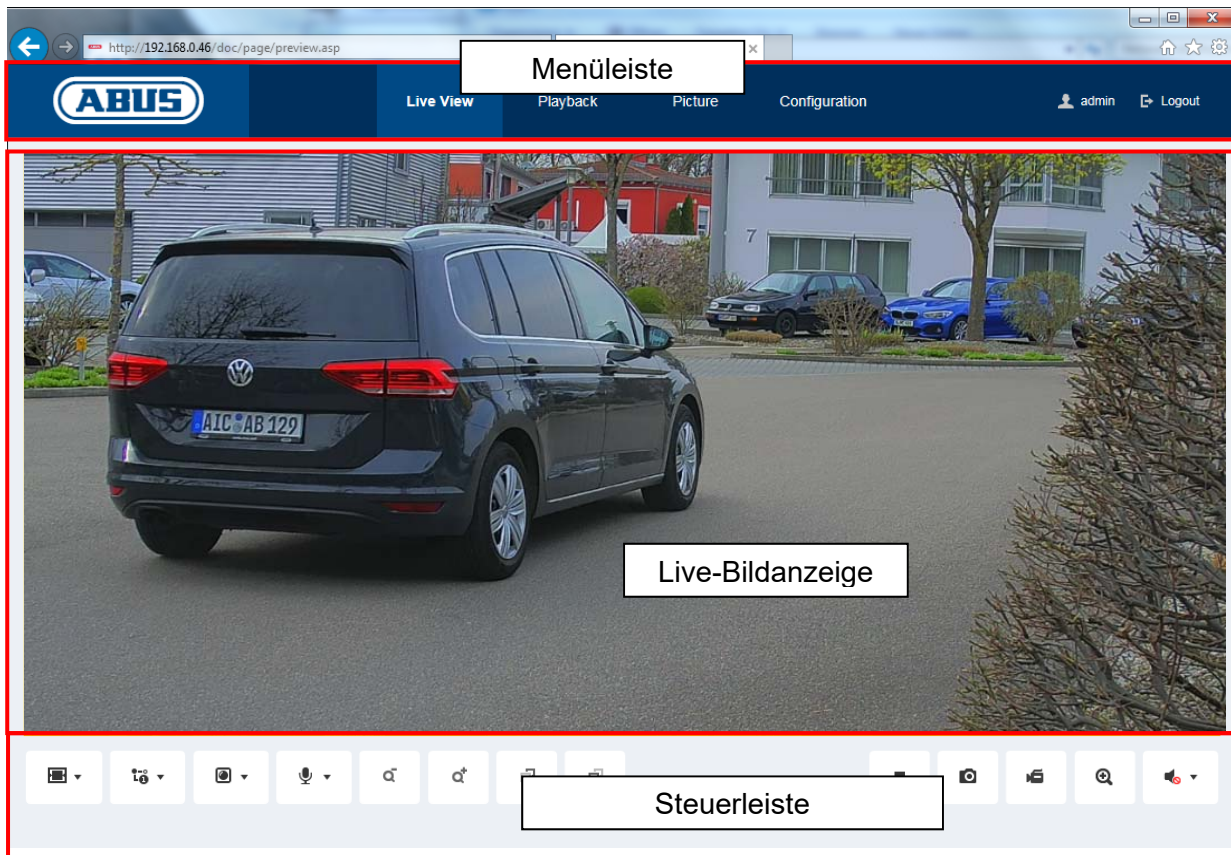 http://192.168.0.46/doc/page/preview.asp
Menüleiste
ABUS
Live View
Playback
Picture
Configuration
admin
Logout
7
AIC AB 129
Live-Bildanzeige
Steuerleiste